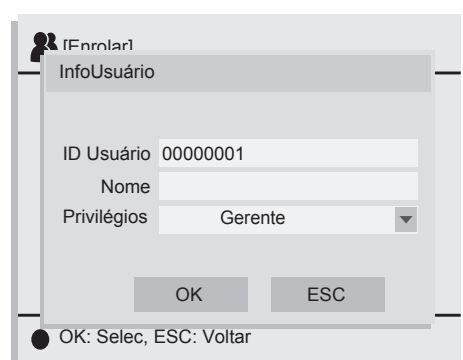 [Enrolar]
InfoUsuário
ID Usuário 00000001
Nome
Privilégios Gerente
OK ESC
OK: Selec, ESC: Voltar